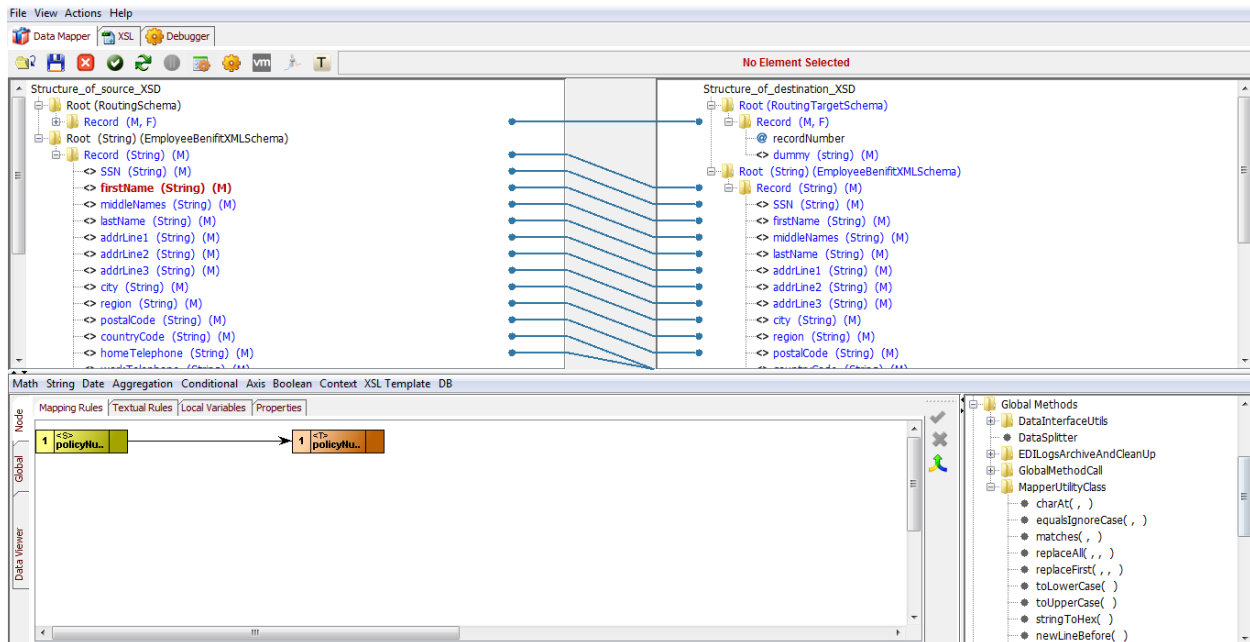 File View Actions Help
Data Mapper XSL Debugger
vm T No Element Selected
Structure_of_source_XSD
Root (RoutingSchema)
Record (M, F)
Root (String) (EmployeeBenifitXMLSchema)
Record (String) (M)
<> SSN (String) (M)
<> firstName (String) (M)
<> middleNames (String) (M)
<> lastName (String) (M)
<> addrLine1 (String) (M)
<> addrLine2 (String) (M)
<> addrLine3 (String) (M)
<> city (String) (M)
<> region (String) (M)
<> postalCode (String) (M)
<> countryCode (String) (M)
<> homeTelephone (String) (M)
<> workTelephone (String) (M)
Structure_of_destination_XSD
Root (RoutingTargetSchema)
Record (M, F)
@ recordNumber
<> dummy (string) (M)
Root (String) (EmployeeBenifitXMLSchema)
Record (String) (M)
<> SSN (String) (M)
<> firstName (String) (M)
<> middleNames (String) (M)
<> lastName (String) (M)
<> addrLine1 (String) (M)
<> addrLine2 (String) (M)
<> addrLine3 (String) (M)
<> city (String) (M)
<> region (String) (M)
<> postalCode (String) (M)
<> countryCode (String) (M)
Math String Date Aggregation Conditional Axis Boolean Context XSL Template DB
Node
Global
Data Viewer
Mapping Rules Textual Rules Local Variables Properties
1 <S> policyNu..
1 <T> policyNu..
Global Methods
DataInterfaceUtils
DataSplitter
EDILogsArchiveAndCleanUp
GlobalMethodCall
MapperUtilityClass
charAt( , )
equalsIgnoreCase( , )
matches( , )
replaceAll( , , )
replaceFirst( , , )
toLowerCase( )
toUpperCase( )
stringToHex( )
newLineBefore( )